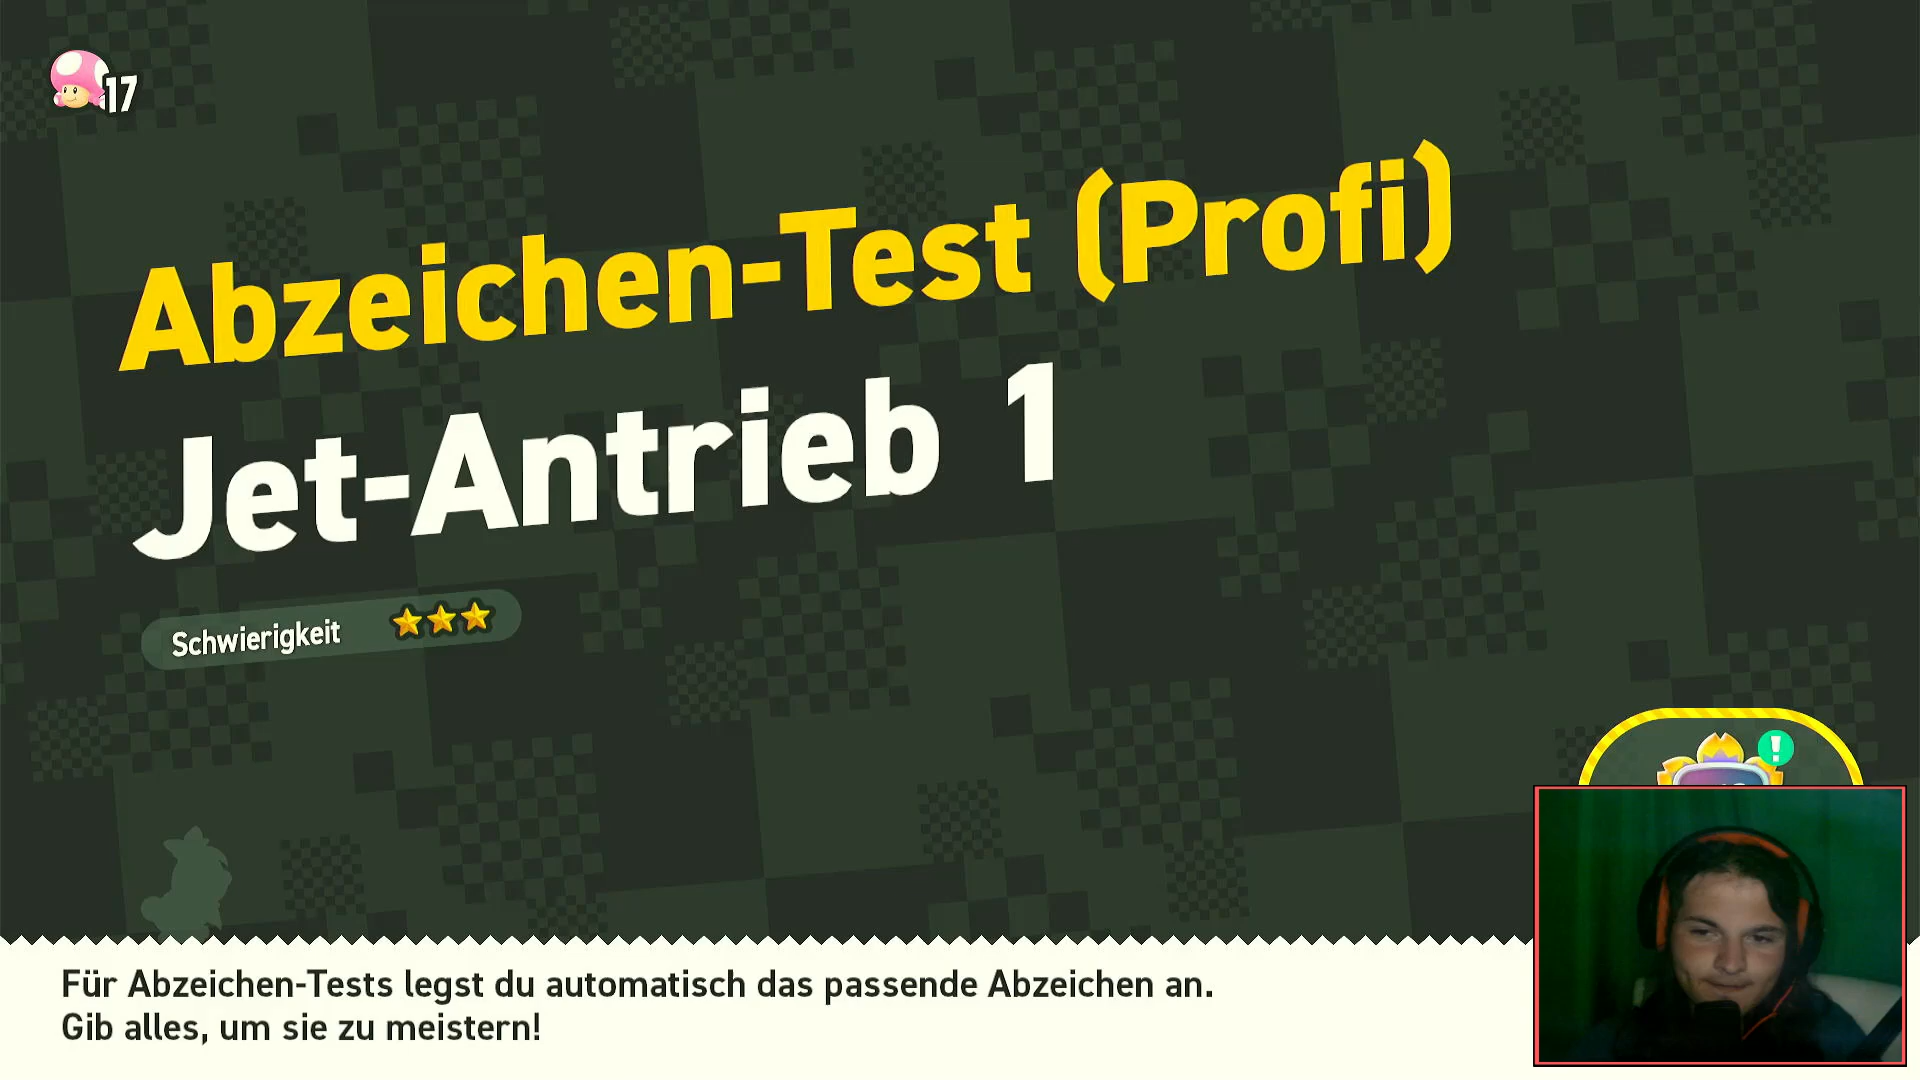 17
Abzeichen-Test (Profi)
Jet-Antrieb 1
Schwierigkeit
Für Abzeichen-Tests legst du automatisch das passende Abzeichen an.
Gib alles, um sie zu meistern!